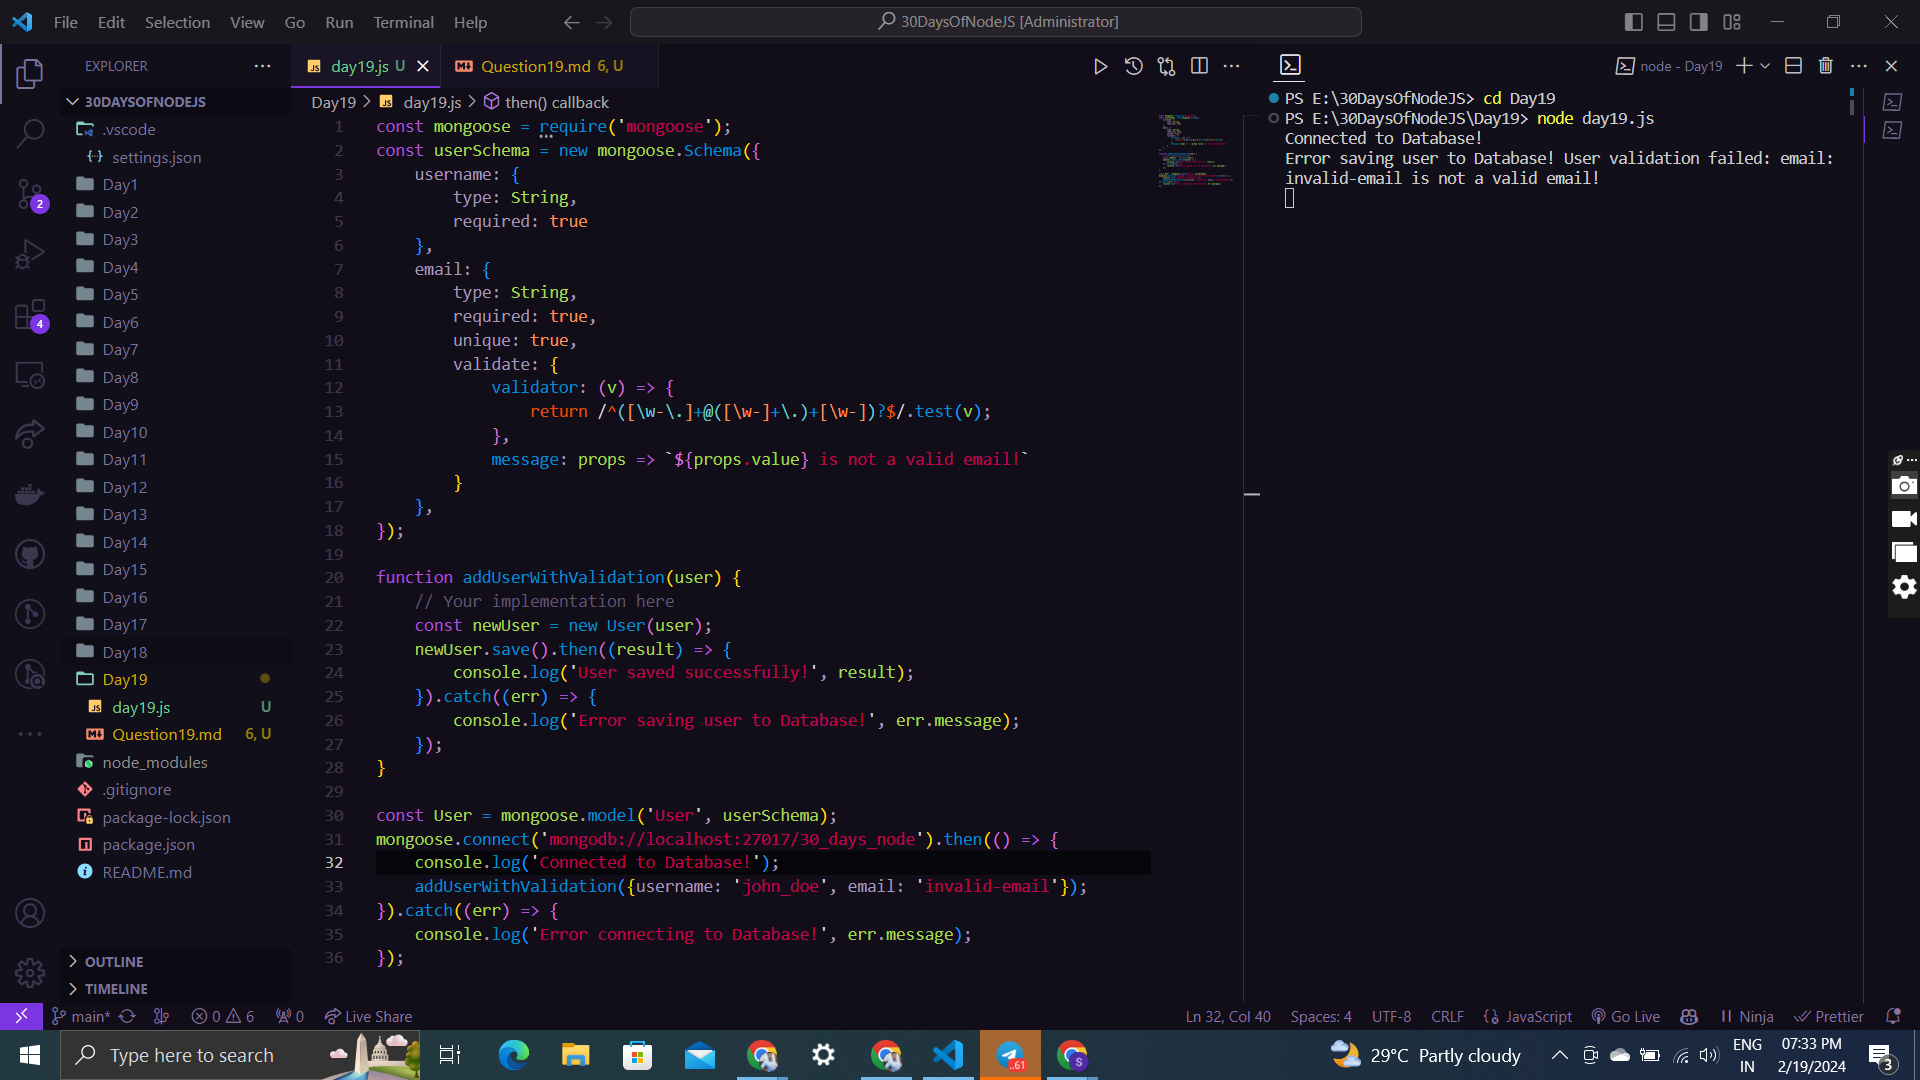 File Edit Selection View Go Run Terminal Help
30DaysOfNodeJS [Administrator]
EXPLORER
30DAYSOFNODEJS
.vscode
settings.json
Day1
Day2
Day3
Day4
Day5
Day6
Day7
Day8
Day9
Day10
Day11
Day12
Day13
Day14
Day15
Day16
Day17
Day18
Day19
day19.js U
Question19.md 6, U
node_modules
.gitignore
package-lock.json
package.json
README.md
OUTLINE
TIMELINE
2
4
day19.js U
Question19.md 6, U
Day19 > day19.js > then() callback
1 const mongoose = require('mongoose');
2 const userSchema = new mongoose.Schema({
3 username: {
4 type: String,
5 required: true
6 },
7 email: {
8 type: String,
9 required: true,
10 unique: true,
11 validate: {
12 validator: (v) => {
13 return /^([\w-\.]+@([\w-]+\.)+[\w-])?$/.test(v);
14 },
15 message: props => `${props.value} is not a valid email!`
16 }
17 },
18 });
19
20 function addUserWithValidation(user) {
21 // Your implementation here
22 const newUser = new User(user);
23 newUser.save().then((result) => {
24 console.log('User saved successfully!', result);
25 }).catch((err) => {
26 console.log('Error saving user to Database!', err.message);
27 });
28 }
29
30 const User = mongoose.model('User', userSchema);
31 mongoose.connect('mongodb://localhost:27017/30_days_node').then(() => {
32 console.log('Connected to Database!');
33 addUserWithValidation({username: 'john_doe', email: 'invalid-email'});
34 }).catch((err) => {
35 console.log('Error connecting to Database!', err.message);
36 });
node - Day19
PS E:\30DaysOfNodeJS> cd Day19
PS E:\30DaysOfNodeJS\Day19> node day19.js
Connected to Database!
Error saving user to Database! User validation failed: email:
invalid-email is not a valid email!
main* 0 6 0 Live Share
Ln 32, Col 40 Spaces: 4 UTF-8 CRLF JavaScript Go Live Ninja Prettier
Type here to search
..61
S
29°C Partly cloudy
ENG
IN
07:33 PM
2/19/2024
3